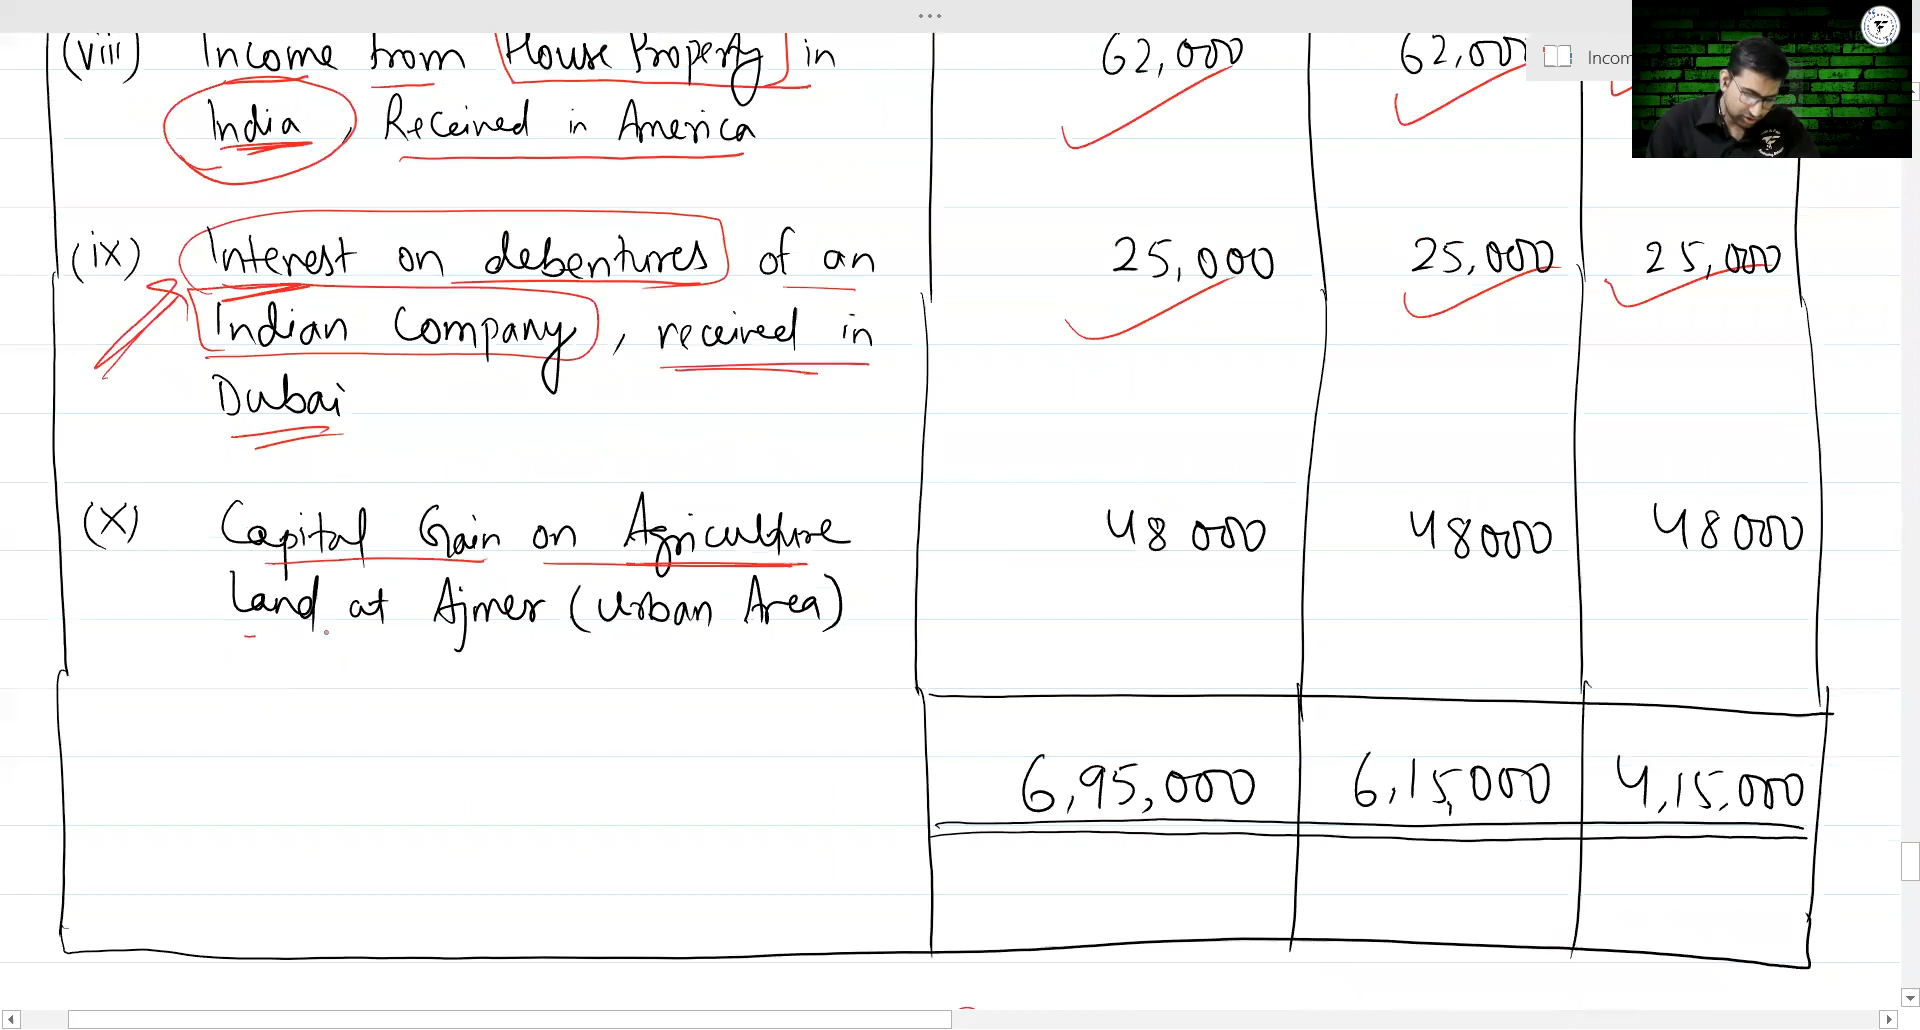 (viii) Income from House Property in 62,000 62,000
Incom
India, Received in America
(ix) Interest on debentures of an 25,000 25,000 25,000
Indian Company, received in
Dubai
(X) Capital Gain on Agriculture 48000 48000 48000
land at Ajmer (Urban Area)
6,95,000 6,15,000 4,15,000